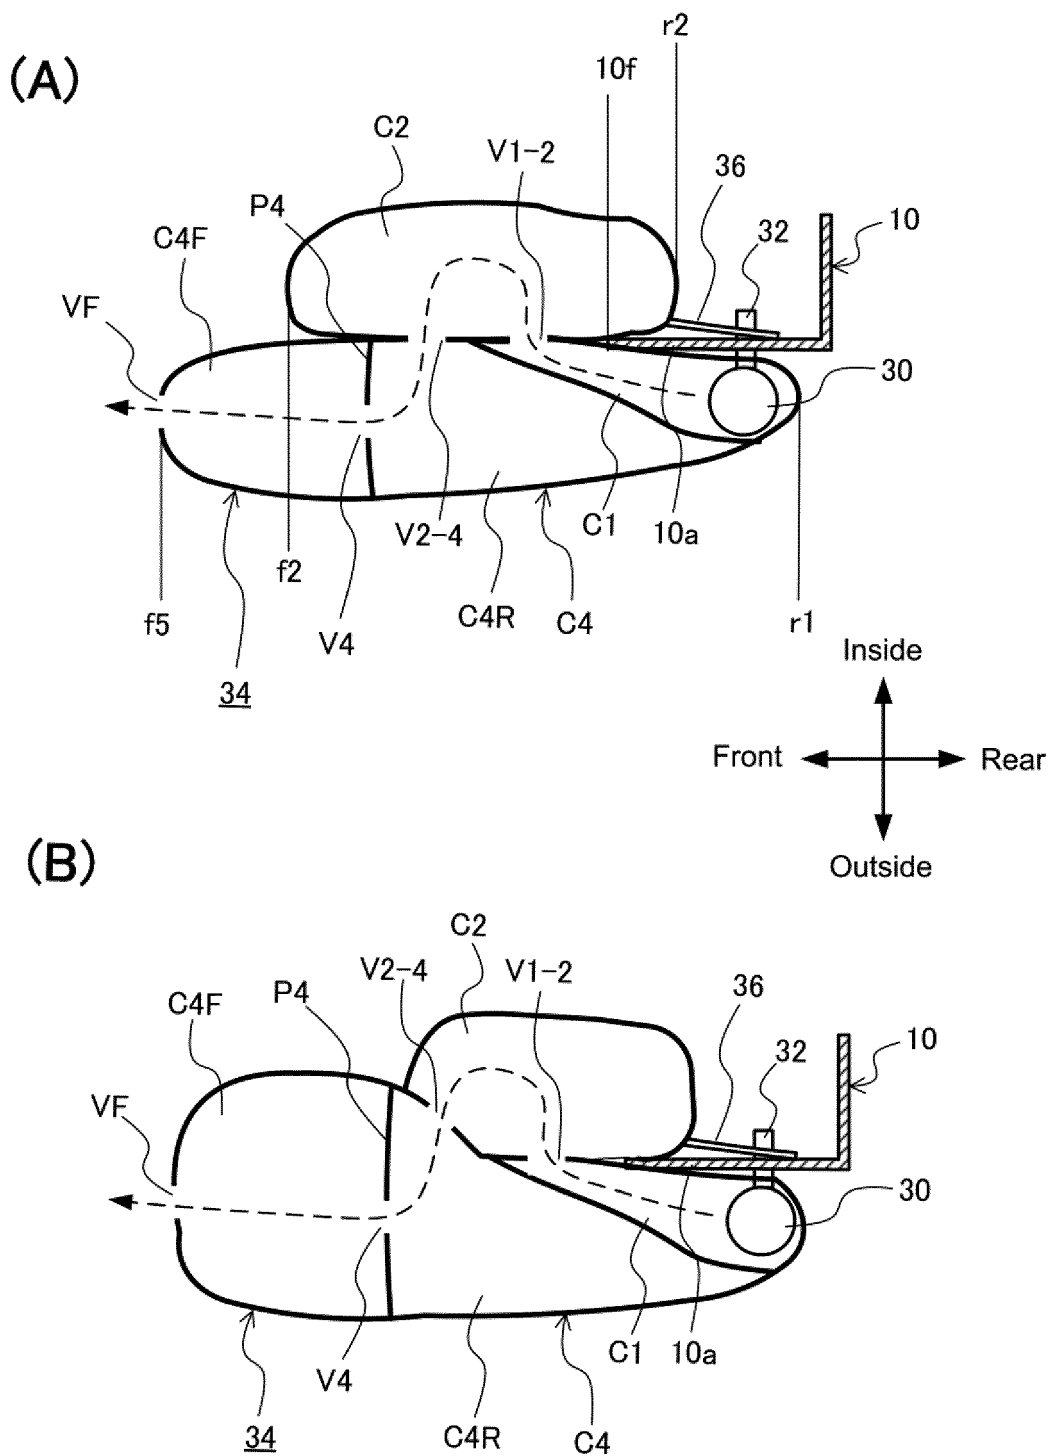 (A)
r2
10f
C2
V1-2
P4
36
32
10
C4F
VF
30
V2-4
C1
10a
f2
f5
V4
C4R
C4
r1
34
Inside
Front
Rear
Outside
(B)
C2
V2-4
V1-2
P4
36
C4F
32
10
VF
30
V4
C1
10a
34
C4R
C4